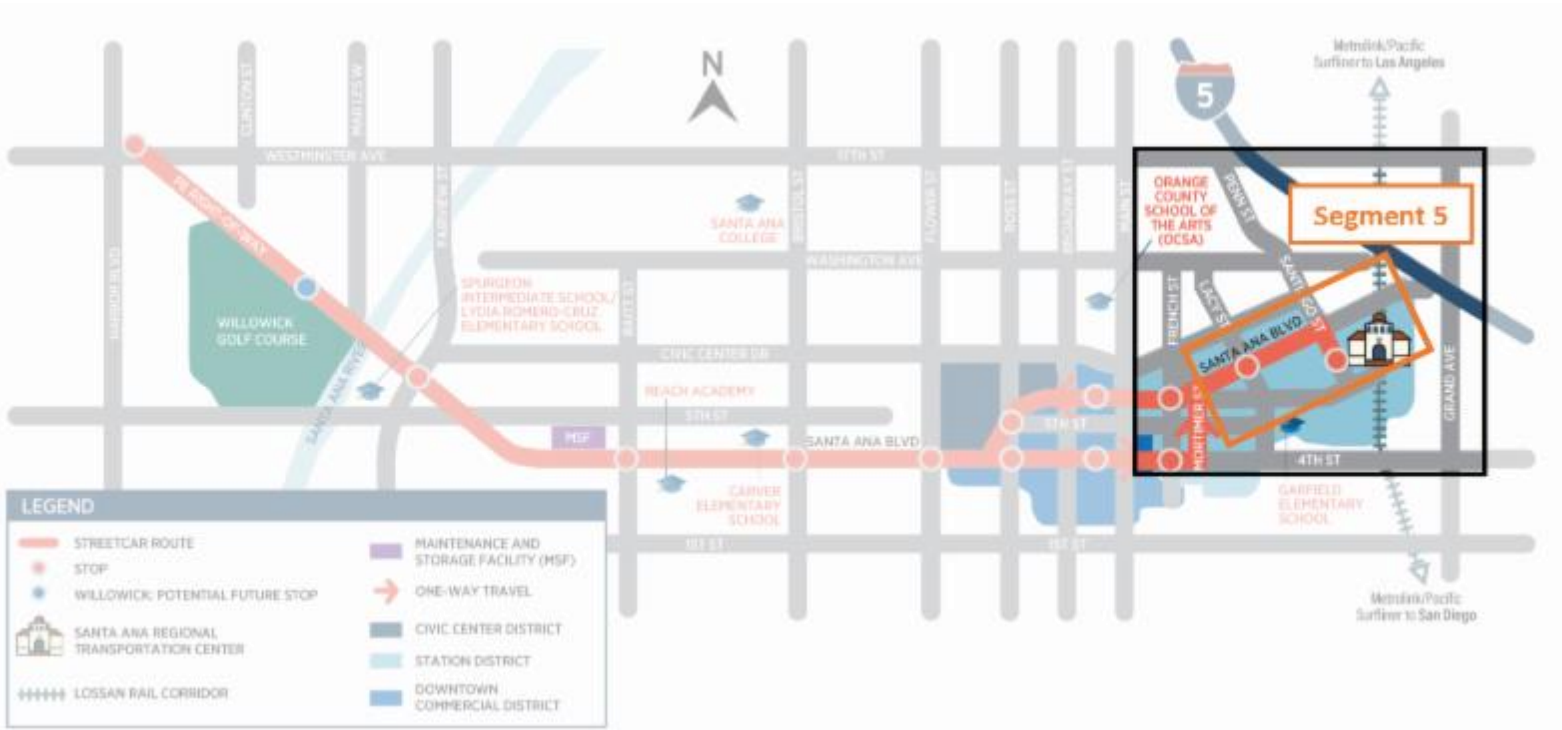 Metrolink/Pacific
Surfliner to Los Angeles
N
5
CLINTON ST
FAIRVIEW ST
WESTMINSTER AVE
17TH ST
PE RIGHT-OF-WAY
HARBOR BLVD
SANTA ANA
COLLEGE
BRISTOL ST
FLOWER ST
ROSS ST
BROADWAY ST
MAIN ST
ORANGE
COUNTY
SCHOOL OF
THE ARTS
(OCSA)
PENN ST
Segment 5
WASHINGTON AVE
SPURGEON
INTERMEDIATE SCHOOL/
LYDIA ROMERO-CRUZ
ELEMENTARY SCHOOL
FRENCH ST
LACY ST
SANTIAGO ST
WILLOWICK
GOLF COURSE
SANTA ANA RIVER
CIVIC CENTER DR
SANTA ANA BLVD
GRAND AVE
REACH ACADEMY
5TH ST
5TH ST
MORTIMER ST
MSF
SANTA ANA BLVD
4TH ST
CARVER
ELEMENTARY
SCHOOL
GARFIELD
ELEMENTARY
SCHOOL
1ST ST
1ST ST
Metrolink/Pacific
Surfliner to San Diego
LEGEND
STREETCAR ROUTE
STOP
WILLOWICK: POTENTIAL FUTURE STOP
SANTA ANA REGIONAL
TRANSPORTATION CENTER
LOSSAN RAIL CORRIDOR
MAINTENANCE AND
STORAGE FACILITY (MSF)
ONE-WAY TRAVEL
CIVIC CENTER DISTRICT
STATION DISTRICT
DOWNTOWN
COMMERCIAL DISTRICT